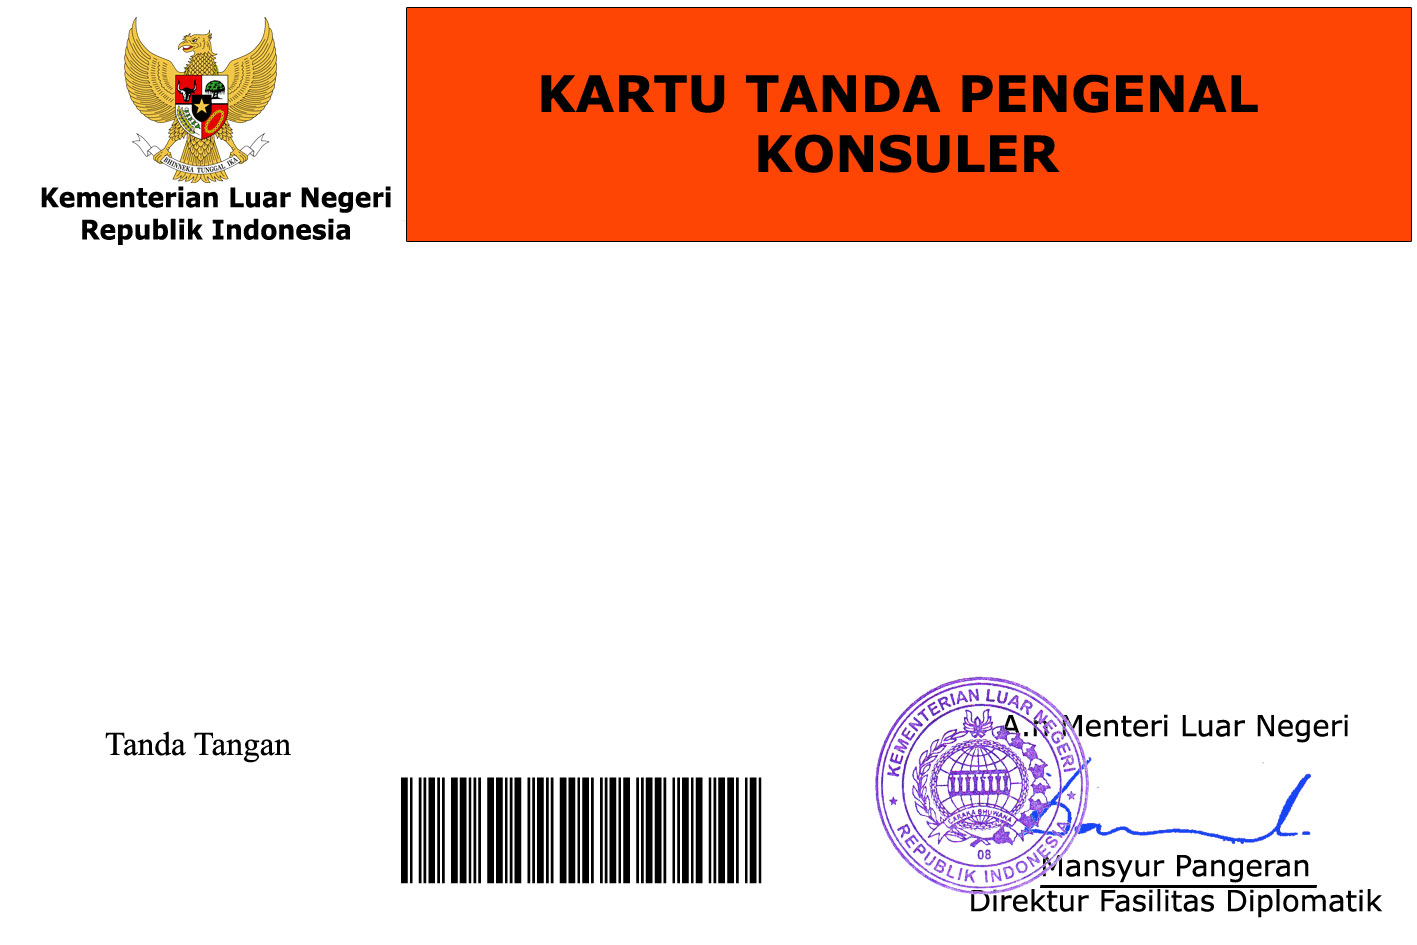 BHINNEKA TUNGGAL IKA
Kementerian Luar Negeri
Republik Indonesia
KARTU TANDA PENGENAL
KONSULER
Tanda Tangan
A.n Menteri Luar Negeri
KEMENTERIAN LUAR NEGERI
CARAKA BHUWANA
08
REPUBLIK INDONESIA
Mansyur Pangeran
Direktur Fasilitas Diplomatik